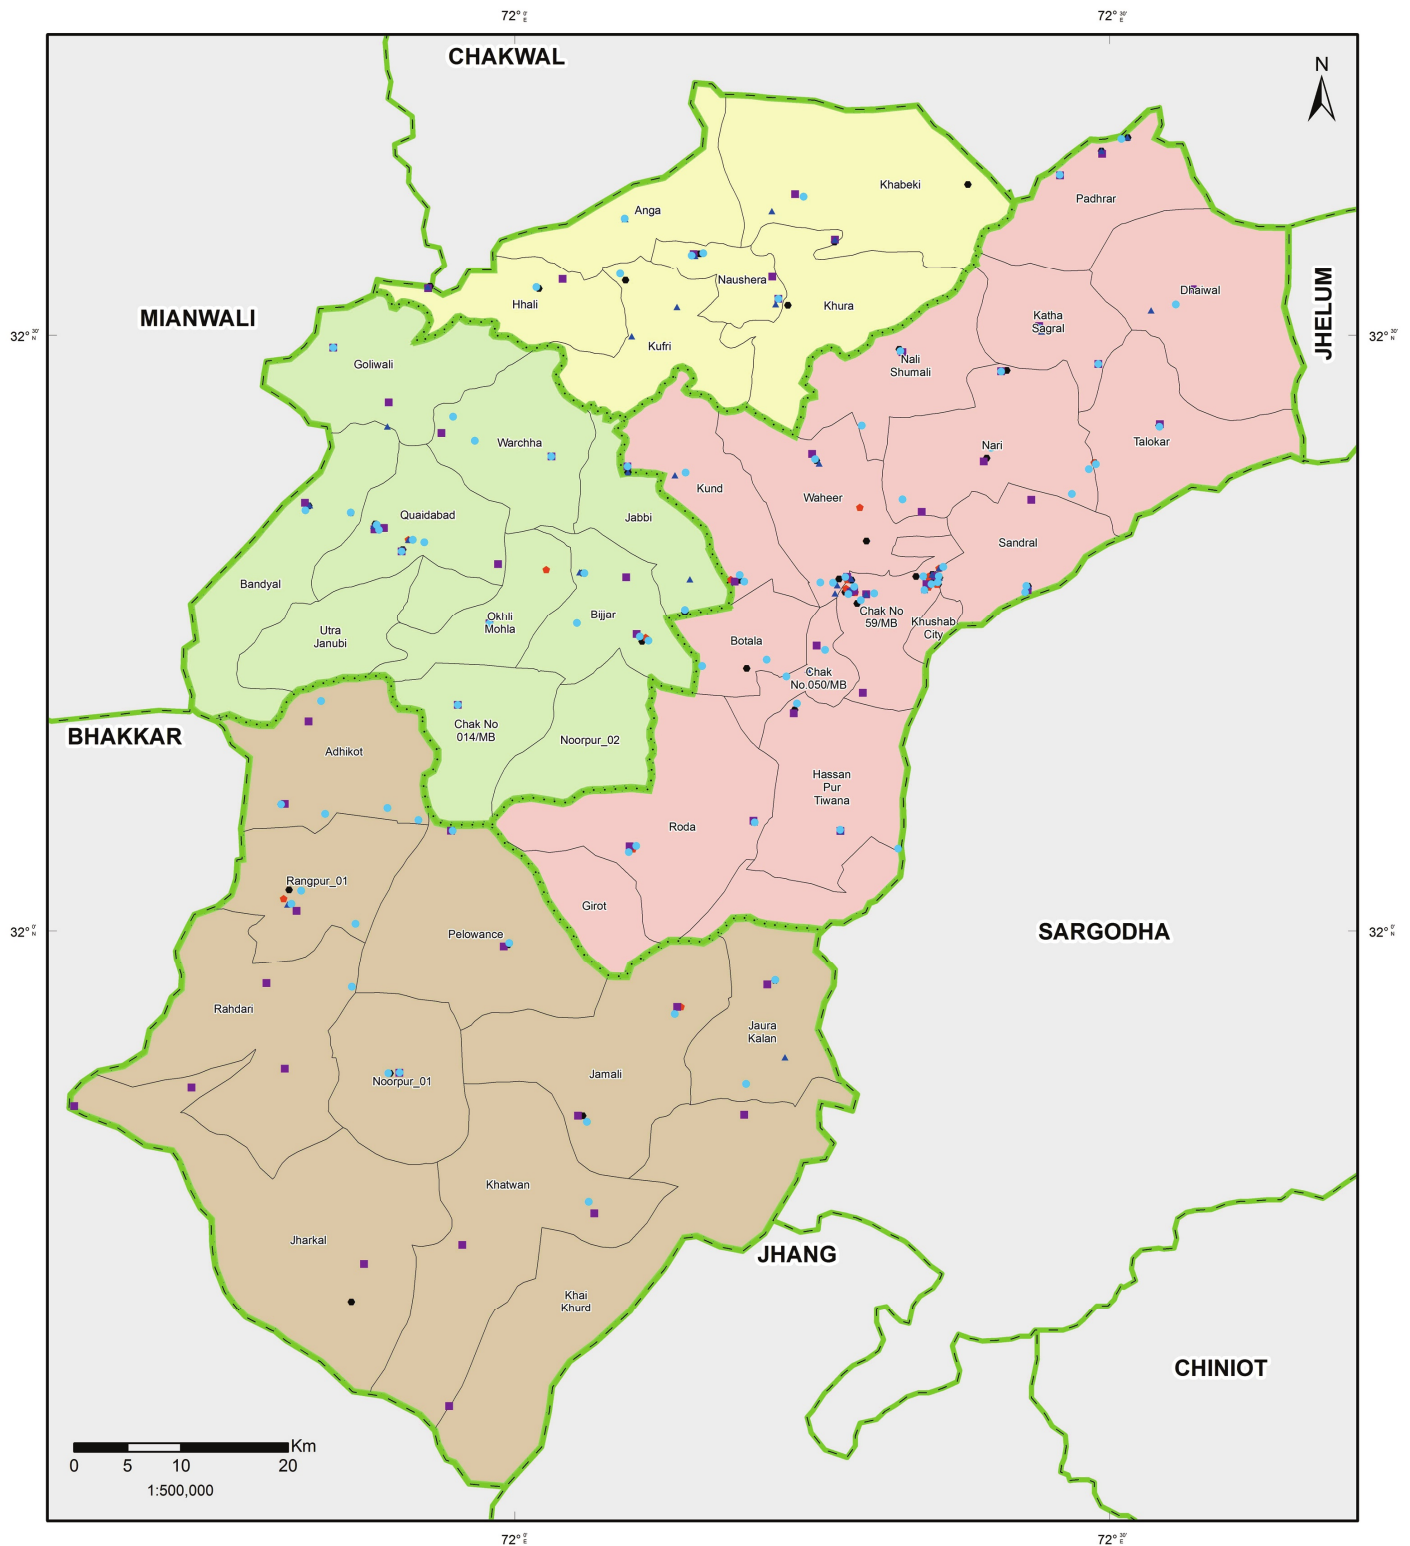 72° 0' E
72° 30' E
CHAKWAL
N
Khabeki
Padhrar
Anga
Naushera
Dhaiwal
Hhali
Khura
MIANWALI
Katha
Sagral
JHELUM
32° 30' N
32° 30' N
Kufri
Nali
Shumali
Goliwali
Warchha
Nari
Talokar
Kund
Waheer
Quaidabad
Jabbi
Sandral
Bandyal
Okhli
Mohla
Bijjar
Chak No
59/MB
Khushab
City
Utra
Janubi
Botala
Chak
No.050/MB
BHAKKAR
Chak No
014/MB
Noorpur_02
Adhikot
Hassan
Pur
Tiwana
Roda
Rangpur_01
Girot
32° 0' N
Pelowance
SARGODHA
32° 0' N
Rahdari
Jaura
Kalan
Jamali
Noorpur_01
Khatwan
Jharkal
JHANG
Khai
Khurd
CHINIOT
Km
0 5 10 20
1:500,000
72° 0' E
72° 30' E